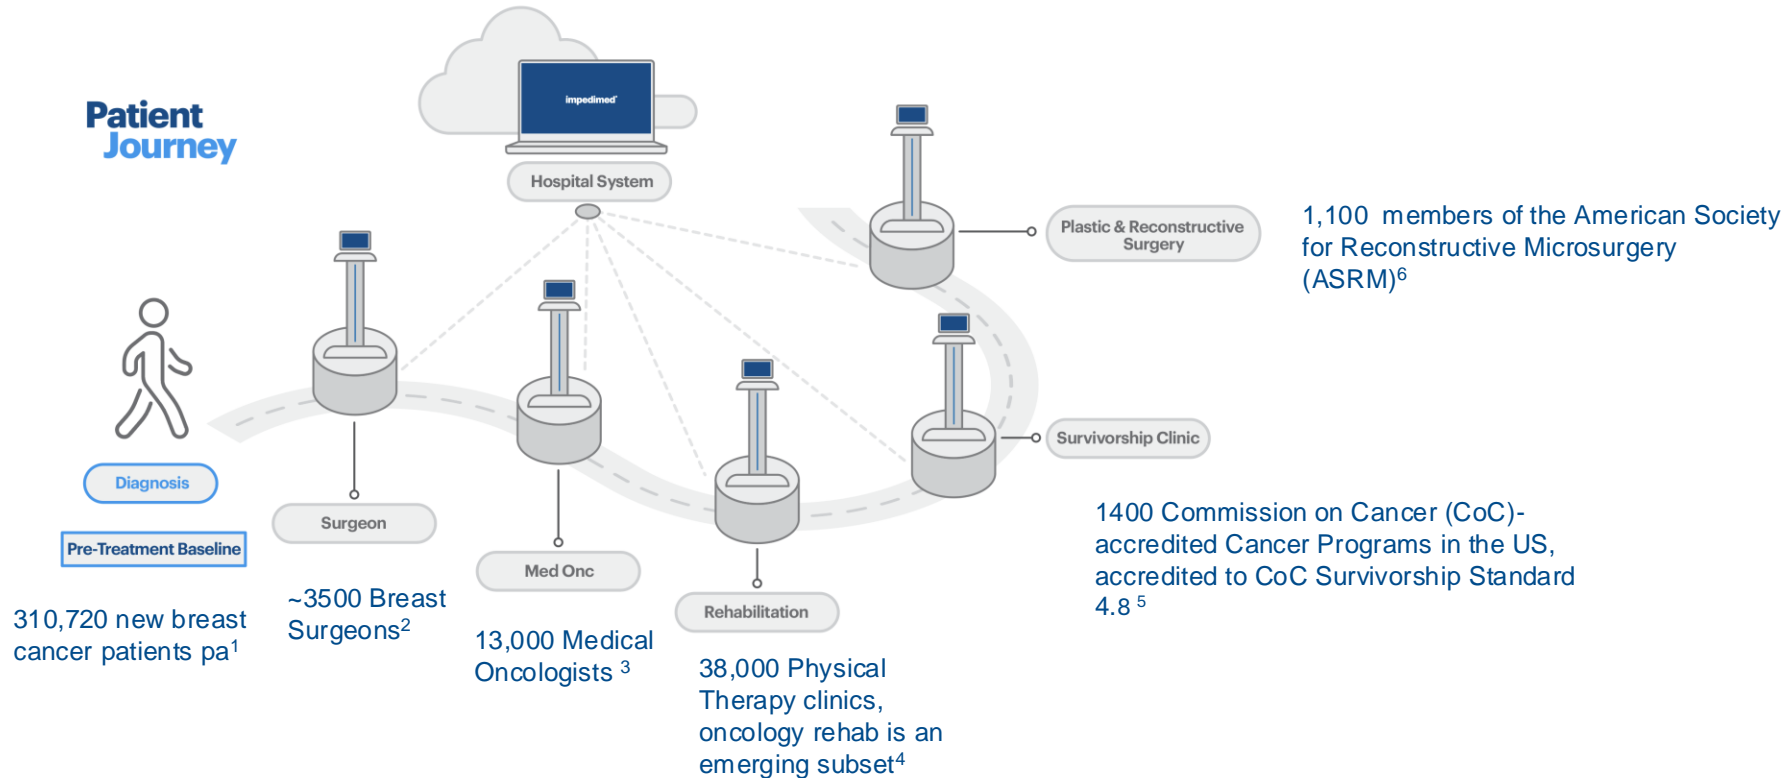 Patient
Journey
impedimed®
Hospital System
Plastic & Reconstructive
Surgery
1,100 members of the American Society
for Reconstructive Microsurgery
(ASRM)6
Survivorship Clinic
1400 Commission on Cancer (CoC)-
accredited Cancer Programs in the US,
accredited to CoC Survivorship Standard
4.8 5
Diagnosis
Pre-Treatment Baseline
310,720 new breast
cancer patients pa1
Surgeon
~3500 Breast
Surgeons2
Med Onc
13,000 Medical
Oncologists 3
Rehabilitation
38,000 Physical
Therapy clinics,
oncology rehab is an
emerging subset4